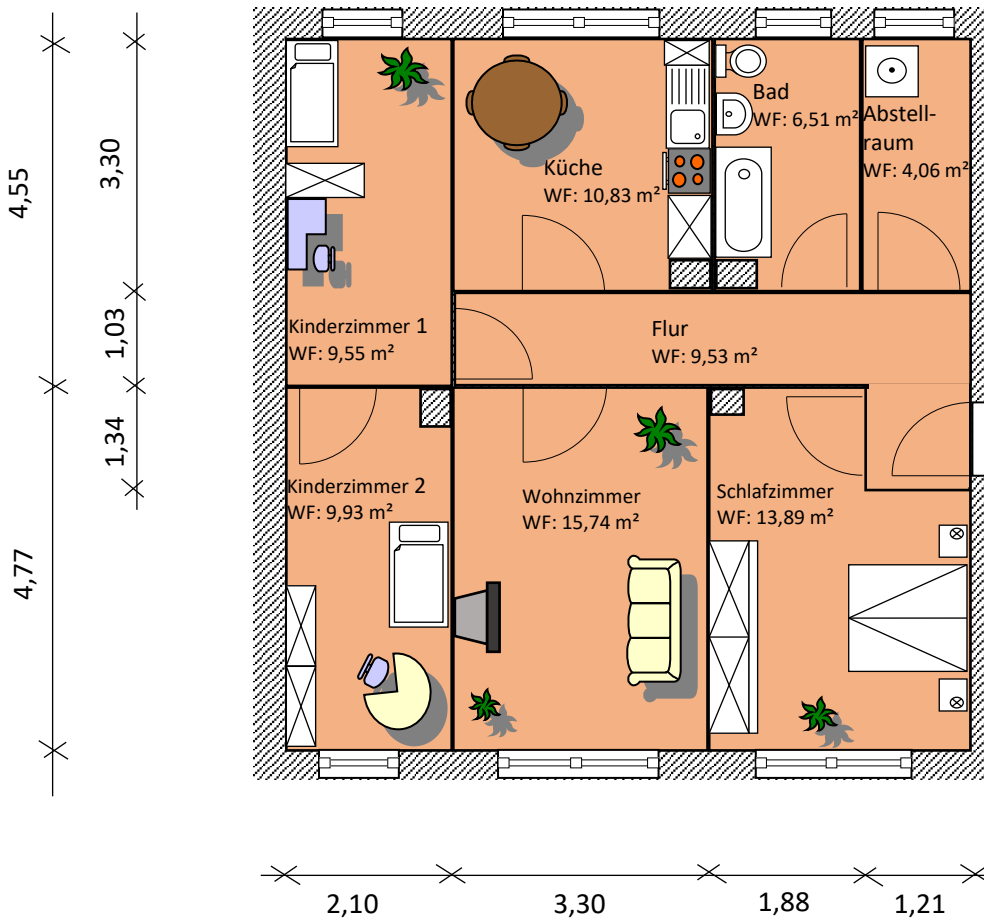 4,55
4,77
3,30
1,03
1,34
Küche
WF: 10,83 m²
Bad
WF: 6,51 m²
Abstell-
raum
WF: 4,06 m²
Kinderzimmer 1
WF: 9,55 m²
Flur
WF: 9,53 m²
Kinderzimmer 2
WF: 9,93 m²
Wohnzimmer
WF: 15,74 m²
Schlafzimmer
WF: 13,89 m²
2,10
3,30
1,88
1,21